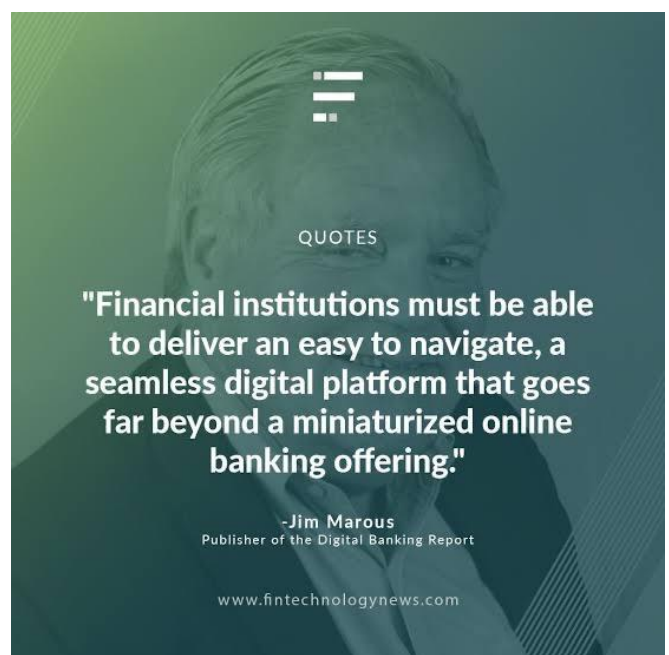 QUOTES
"Financial institutions must be able
to deliver an easy to navigate, a
seamless digital platform that goes
far beyond a miniaturized online
banking offering."
-Jim Marous
Publisher of the Digital Banking Report
www.fintechnologynews.com